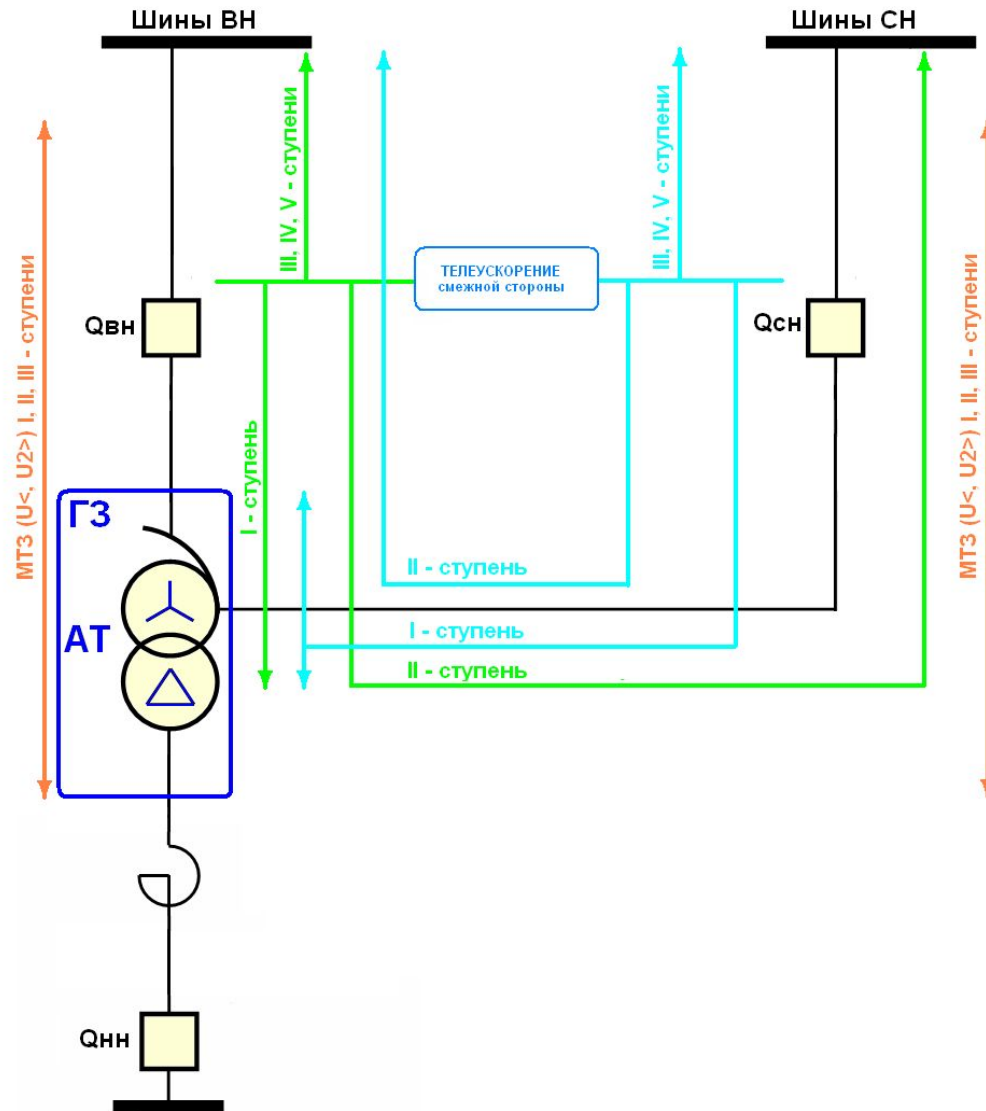 Шины ВН
Шины СН
МТЗ (U<, U2>) I, II, III - ступени
III, IV, V - ступени
III, IV, V - ступени
МТЗ (U<, U2>) I, II, III - ступени
ТЕЛЕУСКОРЕНИЕ
смежной стороны
Qвн
Qсн
I - ступень
ГЗ
II - ступень
АТ
I - ступень
II - ступень
Qнн